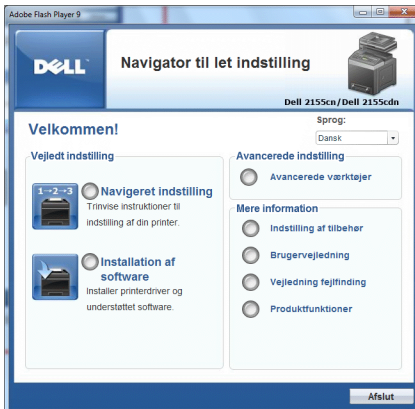 Adobe Flash Player 9
DELL
Navigator til let indstilling
Dell 2155cn/Dell 2155cdn
Velkommen!
Sprog:
Dansk
Vejledt indstilling
1→2→3
Navigeret indstilling
Trinvise instruktioner til
indstilling af din printer.
Installation af
software
Installer printerdriver og
understøttet software.
Avancerede indstilling
Avancerede værktøjer
Mere information
Indstilling af tilbehør
Brugervejledning
Vejledning fejlfinding
Produktfunktioner
Afslut